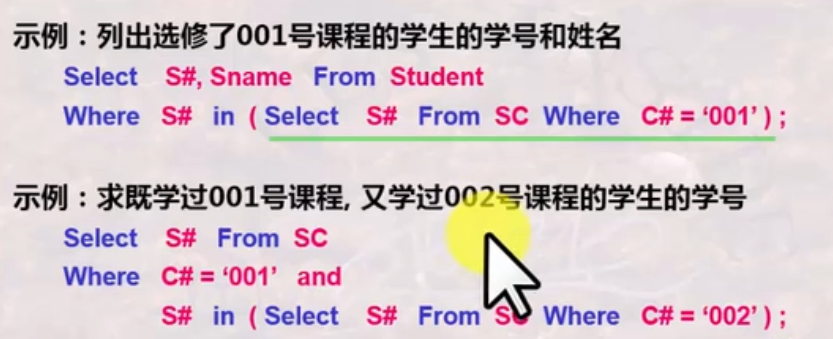 示例：列出选修了001号课程的学生的学号和姓名
Select S#, Sname From Student
Where S# in ( Select S# From SC Where C# = ‘001’ ) ;
示例：求既学过001号课程, 又学过002号课程的学生的学号
Select S# From SC
Where C# = ‘001’ and
S# in ( Select S# From SC Where C# = ‘002’ ) ;